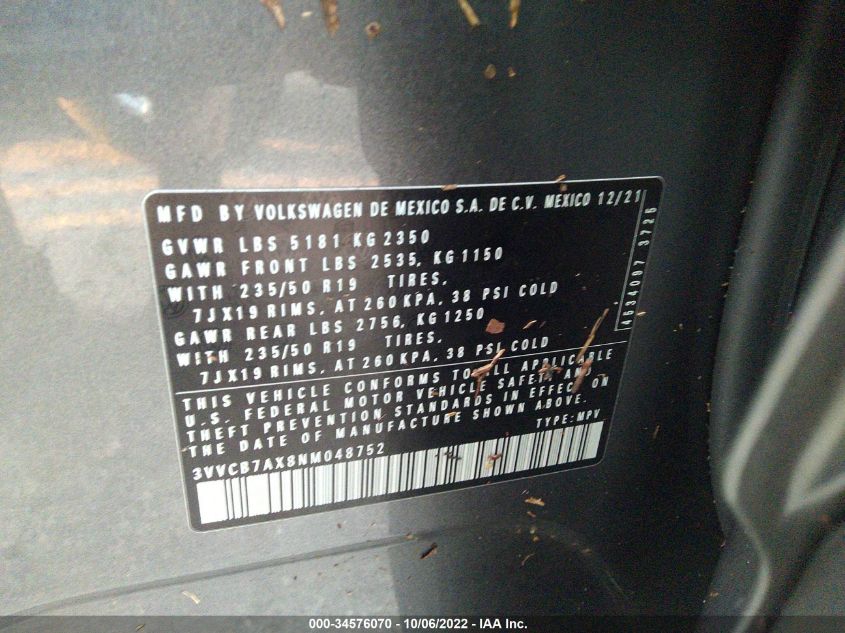 MFD BY VOLKSWAGEN DE MEXICO S.A. DE C.V. MEXICO 12/21
GVWR LBS 5181 KG 2350
GAWR FRONT LBS 2535, KG 1150
WITH 235/50 R19 TIRES,
7JX19 RIMS, AT 260 KPA, 38 PSI COLD
GAWR REAR LBS 2756, KG 1250
WITH 235/50 R19 TIRES,
7JX19 RIMS, AT 260 KPA, 38 PSI COLD
THIS VEHICLE CONFORMS TO ALL APPLICABLE
U.S. FEDERAL MOTOR VEHICLE SAFETY AND
THEFT PREVENTION STANDARDS IN EFFECT ON
THE DATE OF MANUFACTURE SHOWN ABOVE.
TYPE: MPV
3VVCB7AX8NM048752
4534097 3726
000-34576070 - 10/06/2022 - IAA Inc.